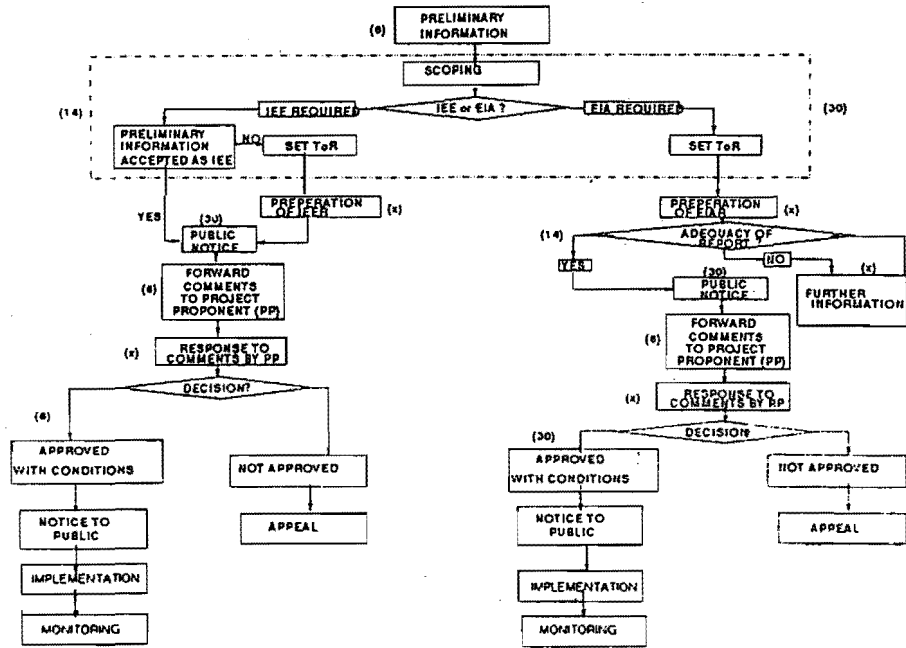 (6)
PRELIMINARY
INFORMATION
SCOPING
IEE or EIA ?
IEE REQUIRED
EIA REQUIRED
(14)
(30)
PRELIMINARY
INFORMATION
ACCEPTED AS IEE
NO
SET ToR
SET ToR
PREPERATION
OF IEER
(x)
YES
(30)
PUBLIC
NOTICE
(6)
FORWARD
COMMENTS
TO PROJECT
PROPONENT (PP)
(x)
RESPONSE TO
COMMENTS BY PP
DECISION?
(6)
APPROVED
WITH CONDITIONS
NOT APPROVED
NOTICE TO
PUBLIC
APPEAL
IMPLEMENTATION
MONITORING
PREPERATION
OF EIAR
(x)
(14)
ADEQUACY OF
REPORT ?
YES
NO
(x)
FURTHER
INFORMATION
(30)
PUBLIC
NOTICE
(6)
FORWARD
COMMENTS
TO PROJECT
PROPONENT (PP)
(x)
RESPONSE TO
COMMENTS BY PP
DECISION?
(30)
APPROVED
WITH CONDITIONS
NOT APPROVED
NOTICE TO
PUBLIC
APPEAL
IMPLEMENTATION
MONITORING